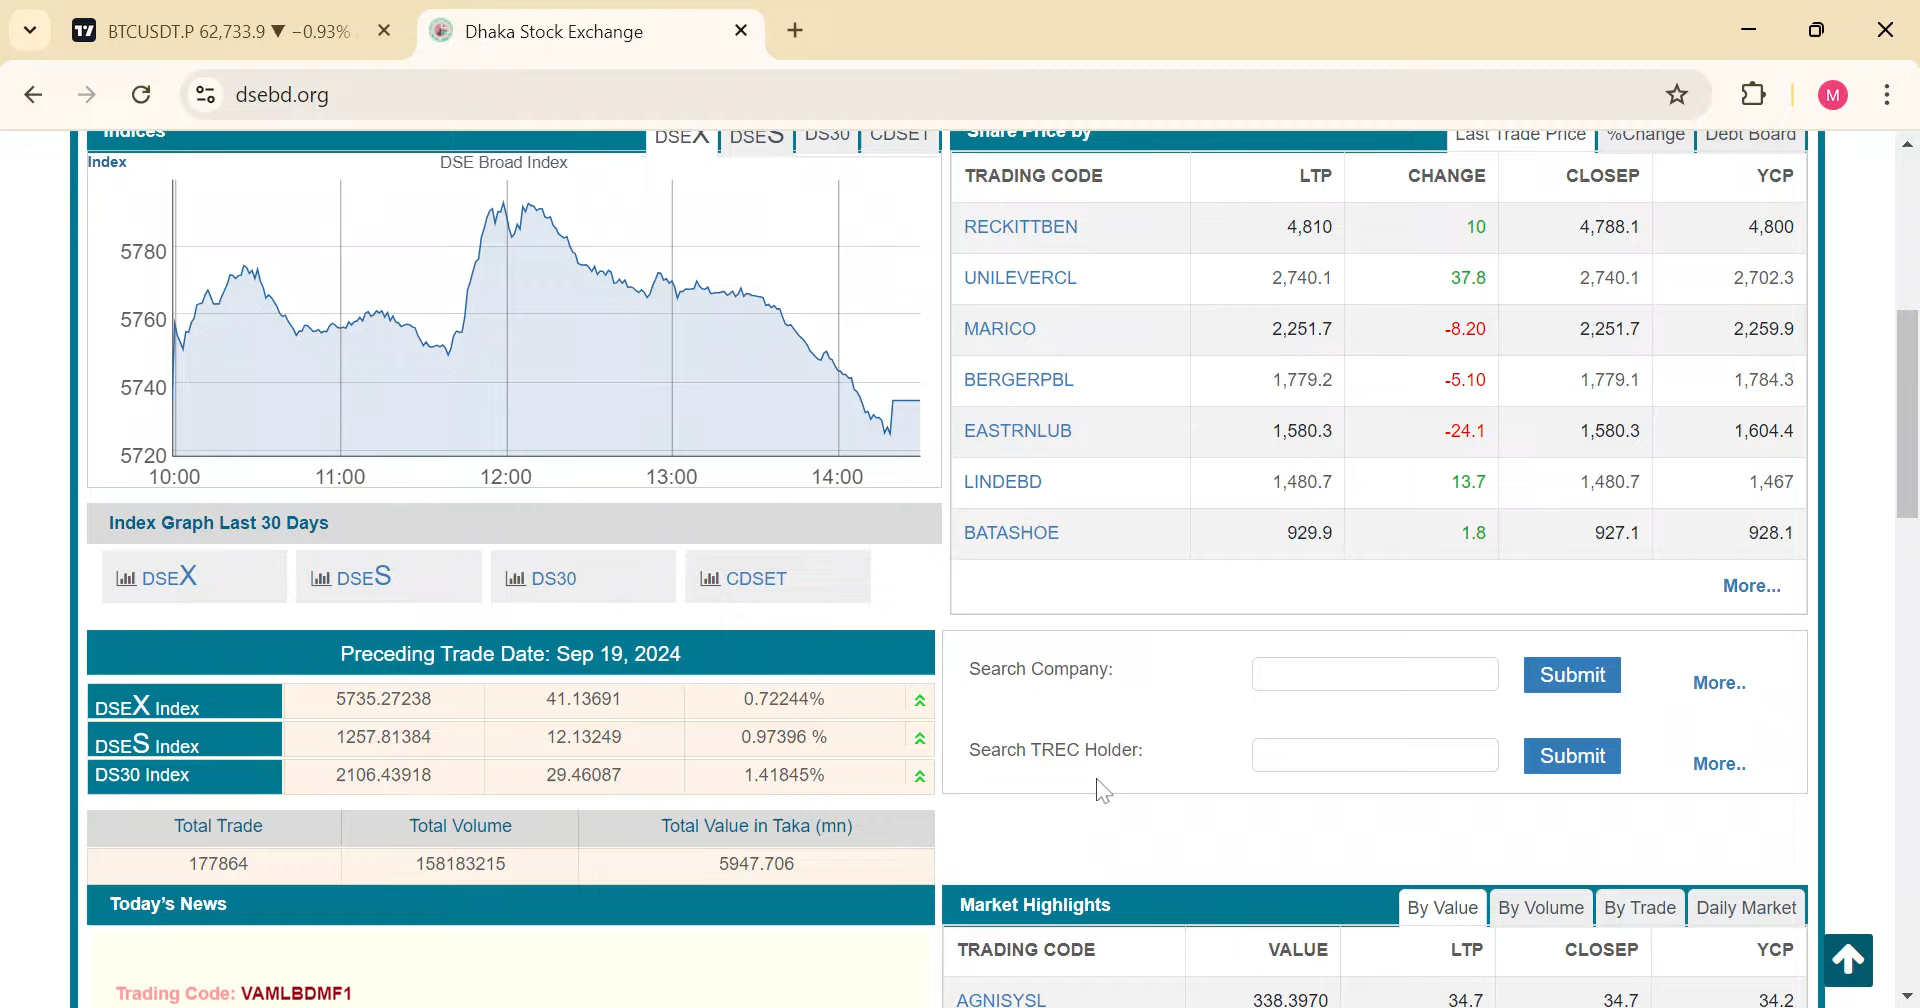 BTCUSDT.P 62,733.9 ▼ −0.93%
Dhaka Stock Exchange
dsebd.org
M
Indices
DSEX
DSES
DS30
CDSET
Index
DSE Broad Index
5780
5760
5740
5720
10:00
11:00
12:00
13:00
14:00
Index Graph Last 30 Days
DSEX
DSES
DS30
CDSET
Share Price by
Last Trade Price
%Change
Debt Board
TRADING CODE LTP CHANGE CLOSEP YCP
RECKITTBEN 4,810 10 4,788.1 4,800
UNILEVERCL 2,740.1 37.8 2,740.1 2,702.3
MARICO 2,251.7 -8.20 2,251.7 2,259.9
BERGERPBL 1,779.2 -5.10 1,779.1 1,784.3
EASTRNLUB 1,580.3 -24.1 1,580.3 1,604.4
LINDEBD 1,480.7 13.7 1,480.7 1,467
BATASHOE 929.9 1.8 927.1 928.1
More...
Preceding Trade Date: Sep 19, 2024
DSEX Index 5735.27238 41.13691 0.72244%
DSES Index 1257.81384 12.13249 0.97396 %
DS30 Index 2106.43918 29.46087 1.41845%
Total Trade Total Volume Total Value in Taka (mn)
177864 158183215 5947.706
Search Company:
Submit
More..
Search TREC Holder:
Submit
More..
Today's News
Trading Code: VAMLBDMF1
Market Highlights
By Value
By Volume
By Trade
Daily Market
TRADING CODE VALUE LTP CLOSEP YCP
AGNISYSL 338.3970 34.7 34.7 34.2